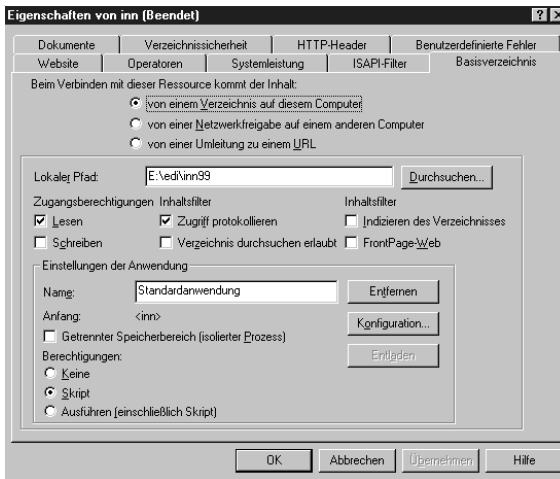 Eigenschaften von inn (Beendet)
Dokumente Verzeichnissicherheit HTTP-Header Benutzerdefinierte Fehler
Website Operatoren Systemleistung ISAPI-Filter Basisverzeichnis
Beim Verbinden mit dieser Ressource kommt der Inhalt:
von einem Verzeichnis auf diesem Computer
von einer Netzwerkfreigabe auf einem anderen Computer
von einer Umleitung zu einem URL
Lokaler Pfad: E:\edi\inn99 Durchsuchen...
Zugangsberechtigungen Inhaltsfilter Inhaltsfilter
Lesen Zugriff protokollieren Indizieren des Verzeichnisses
Schreiben Verzeichnis durchsuchen erlaubt FrontPage-Web
Einstellungen der Anwendung
Name: Standardanwendung Entfernen
Anfang: <inn> Konfiguration...
Getrennter Speicherbereich (isolierter Prozess)
Berechtigungen: Entladen
Keine
Skript
Ausführen (einschließlich Skript)
OK Abbrechen Übernehmen Hilfe